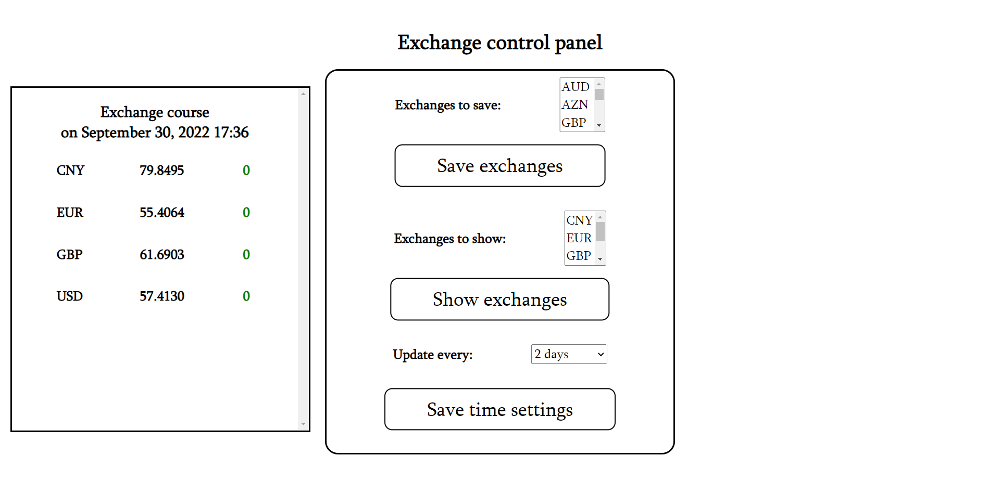 Exchange control panel
Exchange course
on September 30, 2022 17:36
CNY 79.8495 0
EUR 55.4064 0
GBP 61.6903 0
USD 57.4130 0
Exchanges to save:
AUD
AZN
GBP
Save exchanges
Exchanges to show:
CNY
EUR
GBP
Show exchanges
Update every: 2 days
Save time settings